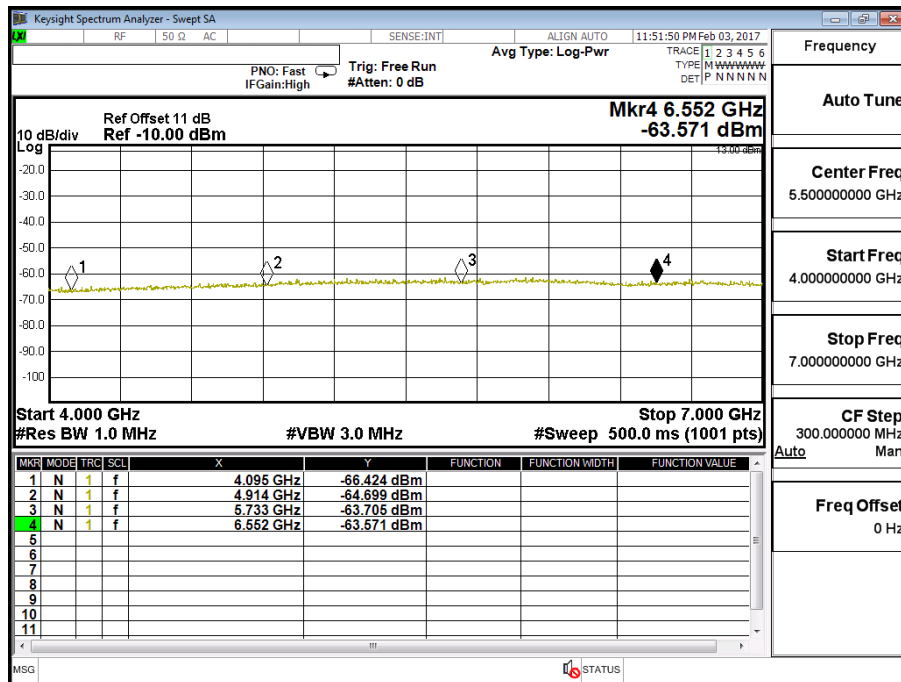 Keysight Spectrum Analyzer - Swept SA
LXI RF 50 Ω AC SENSE:INT ALIGN AUTO 11:51:50 PM Feb 03, 2017
Frequency
Avg Type: Log-Pwr TRACE 1 2 3 4 5 6
PNO: Fast Trig: Free Run TYPE M WWWWW
IFGain:High #Atten: 0 dB DET P N N N N N
Auto Tune
Ref Offset 11 dB Mkr4 6.552 GHz
10 dB/div Ref -10.00 dBm -63.571 dBm
Log
13.00 dBm
-20.0
-30.0
-40.0
-50.0
-60.0
-70.0
-80.0
-90.0
-100
1 2 3 4
Center Freq
5.500000000 GHz
Start Freq
4.000000000 GHz
Stop Freq
7.000000000 GHz
Start 4.000 GHz Stop 7.000 GHz
#Res BW 1.0 MHz #VBW 3.0 MHz #Sweep 500.0 ms (1001 pts)
CF Step
300.000000 MHz
Auto Man
MKR MODE TRC SCL X Y FUNCTION FUNCTION WIDTH FUNCTION VALUE
1 N 1 f 4.095 GHz -66.424 dBm
2 N 1 f 4.914 GHz -64.699 dBm
3 N 1 f 5.733 GHz -63.705 dBm
4 N 1 f 6.552 GHz -63.571 dBm
5
6
7
8
9
10
11
Freq Offset
0 Hz
MSG STATUS